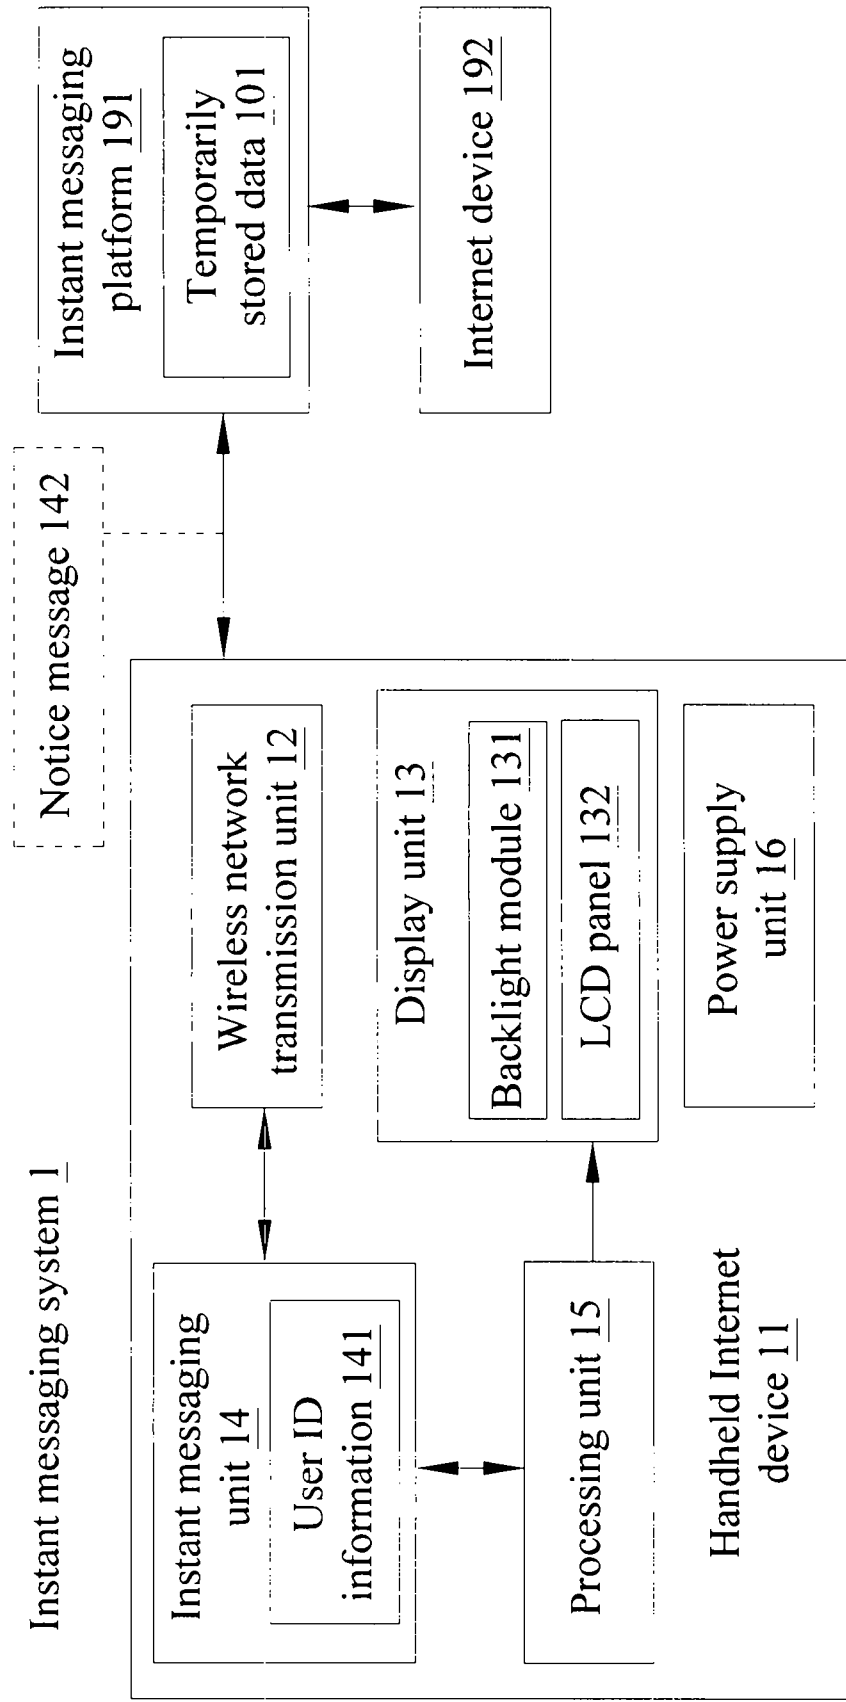 Instant messaging system 1
Notice message 142
Instant messaging
platform 191
Temporarily
stored data 101
Internet device 192
Instant messaging
unit 14
User ID
information 141
Wireless network
transmission unit 12
Display unit 13
Backlight module 131
LCD panel 132
Processing unit 15
Power supply
unit 16
Handheld Internet
device 11